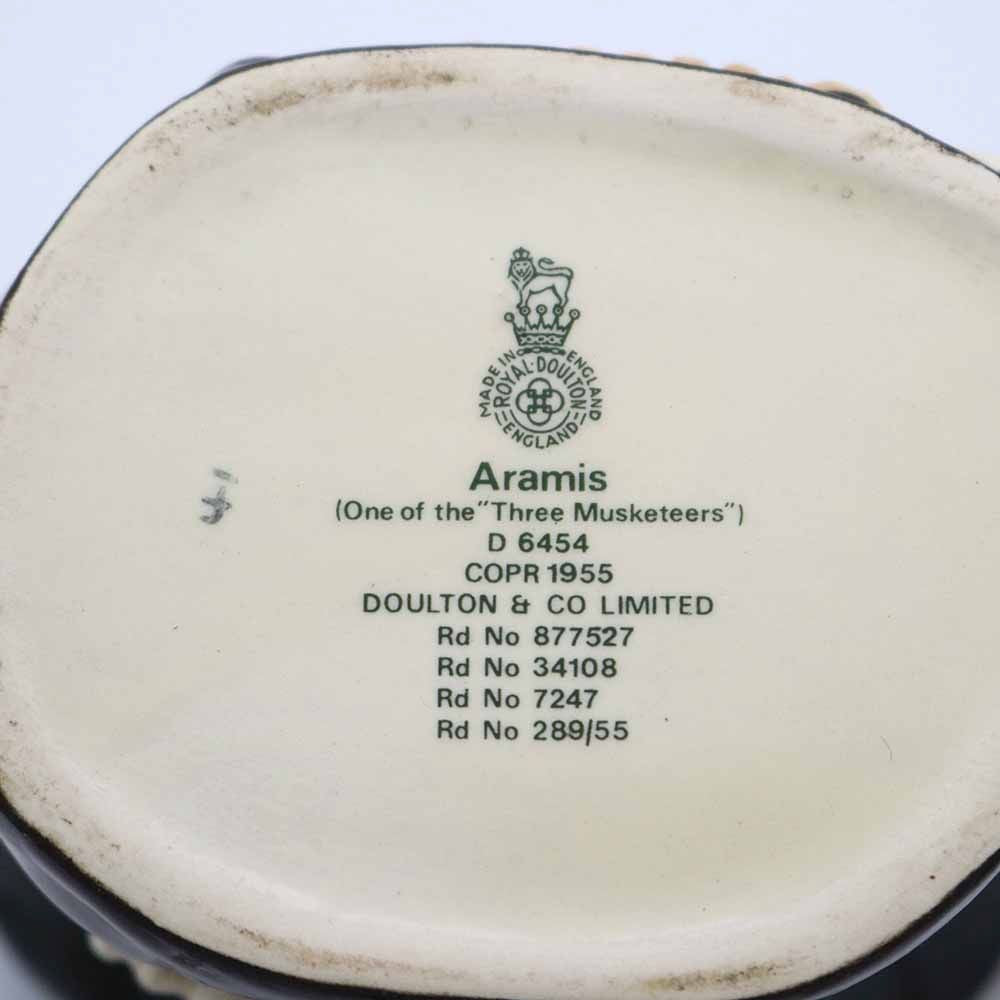 MADE IN ENGLAND
ROYAL·DOULTON
ENGLAND
Aramis
(One of the "Three Musketeers")
D 6454
COPR 1955
DOULTON & CO LIMITED
Rd No 877527
Rd No 34108
Rd No 7247
Rd No 289/55